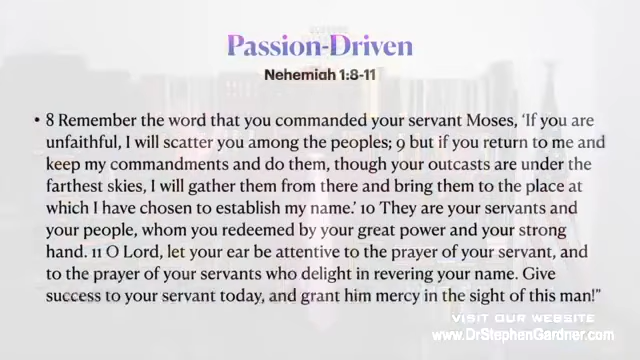 Passion-Driven
Nehemiah 1:8-11
• 8 Remember the word that you commanded your servant Moses, ‘If you are
unfaithful, I will scatter you among the peoples; 9 but if you return to me and
keep my commandments and do them, though your outcasts are under the
farthest skies, I will gather them from there and bring them to the place at
which I have chosen to establish my name.’ 10 They are your servants and
your people, whom you redeemed by your great power and your strong
hand. 11 O Lord, let your ear be attentive to the prayer of your servant, and
to the prayer of your servants who delight in revering your name. Give
success to your servant today, and grant him mercy in the sight of this man!”
VISIT OUR WEBSITE
www.DrStephenGardner.com